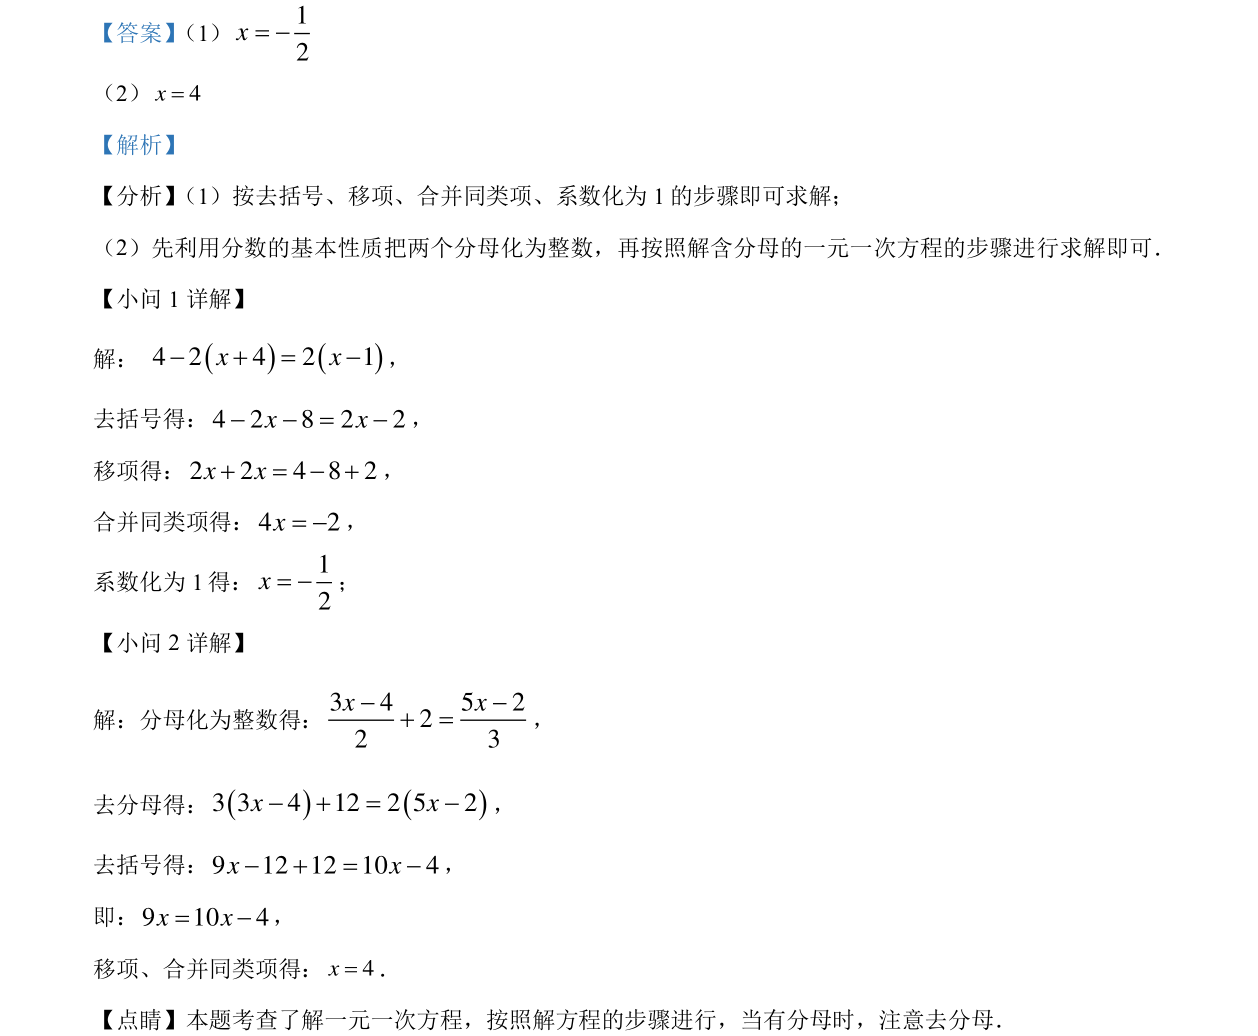 【答案】（1）x＝－1/2
（2）x＝4
【解析】
【分析】（1）按去括号、移项、合并同类项、系数化为 1 的步骤即可求解；
（2）先利用分数的基本性质把两个分母化为整数，再按照解含分母的一元一次方程的步骤进行求解即可．
【小问 1 详解】
解： 4－2(x＋4)＝2(x－1)，
去括号得：4－2x－8＝2x－2，
移项得：2x＋2x＝4－8＋2，
合并同类项得：4x＝－2，
系数化为 1 得：x＝－1/2；
【小问 2 详解】
解：分母化为整数得：(3x－4)/2＋2＝(5x－2)/3，
去分母得：3(3x－4)＋12＝2(5x－2)，
去括号得：9x－12＋12＝10x－4，
即：9x＝10x－4，
移项、合并同类项得：x＝4．
【点睛】本题考查了解一元一次方程，按照解方程的步骤进行，当有分母时，注意去分母．